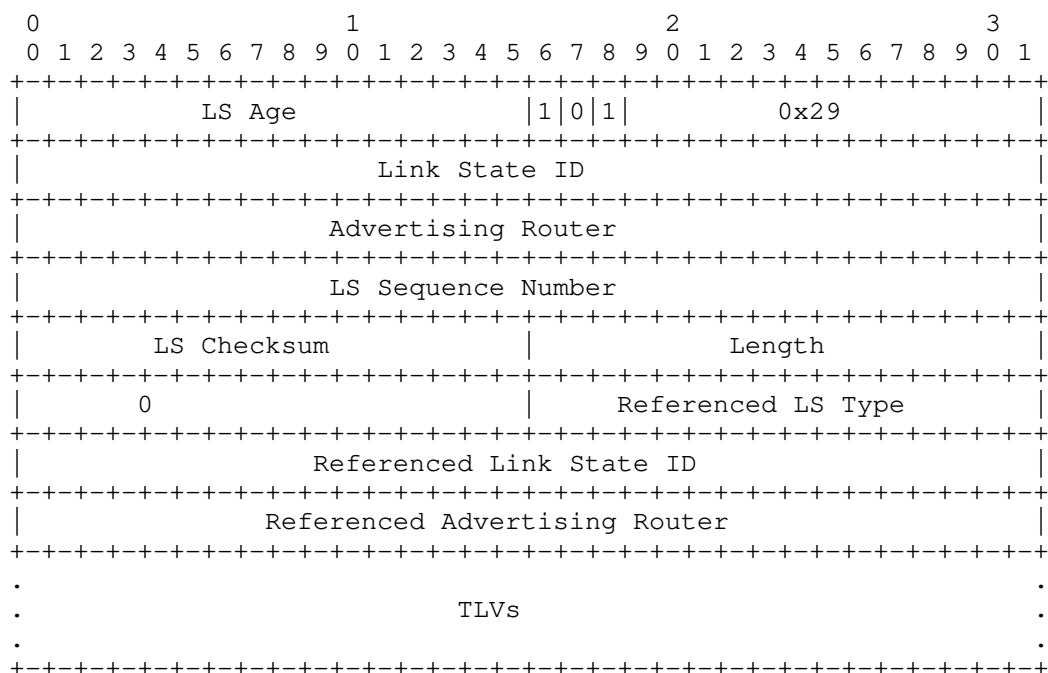 0                   1                   2                   3
 0 1 2 3 4 5 6 7 8 9 0 1 2 3 4 5 6 7 8 9 0 1 2 3 4 5 6 7 8 9 0 1
+-+-+-+-+-+-+-+-+-+-+-+-+-+-+-+-+-+-+-+-+-+-+-+-+-+-+-+-+-+-+-+-+
|           LS Age              |1|0|1|         0x29            |
+-+-+-+-+-+-+-+-+-+-+-+-+-+-+-+-+-+-+-+-+-+-+-+-+-+-+-+-+-+-+-+-+
|                      Link State ID                            |
+-+-+-+-+-+-+-+-+-+-+-+-+-+-+-+-+-+-+-+-+-+-+-+-+-+-+-+-+-+-+-+-+
|                   Advertising Router                          |
+-+-+-+-+-+-+-+-+-+-+-+-+-+-+-+-+-+-+-+-+-+-+-+-+-+-+-+-+-+-+-+-+
|                   LS Sequence Number                          |
+-+-+-+-+-+-+-+-+-+-+-+-+-+-+-+-+-+-+-+-+-+-+-+-+-+-+-+-+-+-+-+-+
|        LS Checksum            |            Length             |
+-+-+-+-+-+-+-+-+-+-+-+-+-+-+-+-+-+-+-+-+-+-+-+-+-+-+-+-+-+-+-+-+
|       0                       |     Referenced LS Type        |
+-+-+-+-+-+-+-+-+-+-+-+-+-+-+-+-+-+-+-+-+-+-+-+-+-+-+-+-+-+-+-+-+
|                  Referenced Link State ID                     |
+-+-+-+-+-+-+-+-+-+-+-+-+-+-+-+-+-+-+-+-+-+-+-+-+-+-+-+-+-+-+-+-+
|               Referenced Advertising Router                   |
+-+-+-+-+-+-+-+-+-+-+-+-+-+-+-+-+-+-+-+-+-+-+-+-+-+-+-+-+-+-+-+-+
.                                                               .
.                           TLVs                                .
.                                                               .
+-+-+-+-+-+-+-+-+-+-+-+-+-+-+-+-+-+-+-+-+-+-+-+-+-+-+-+-+-+-+-+-+